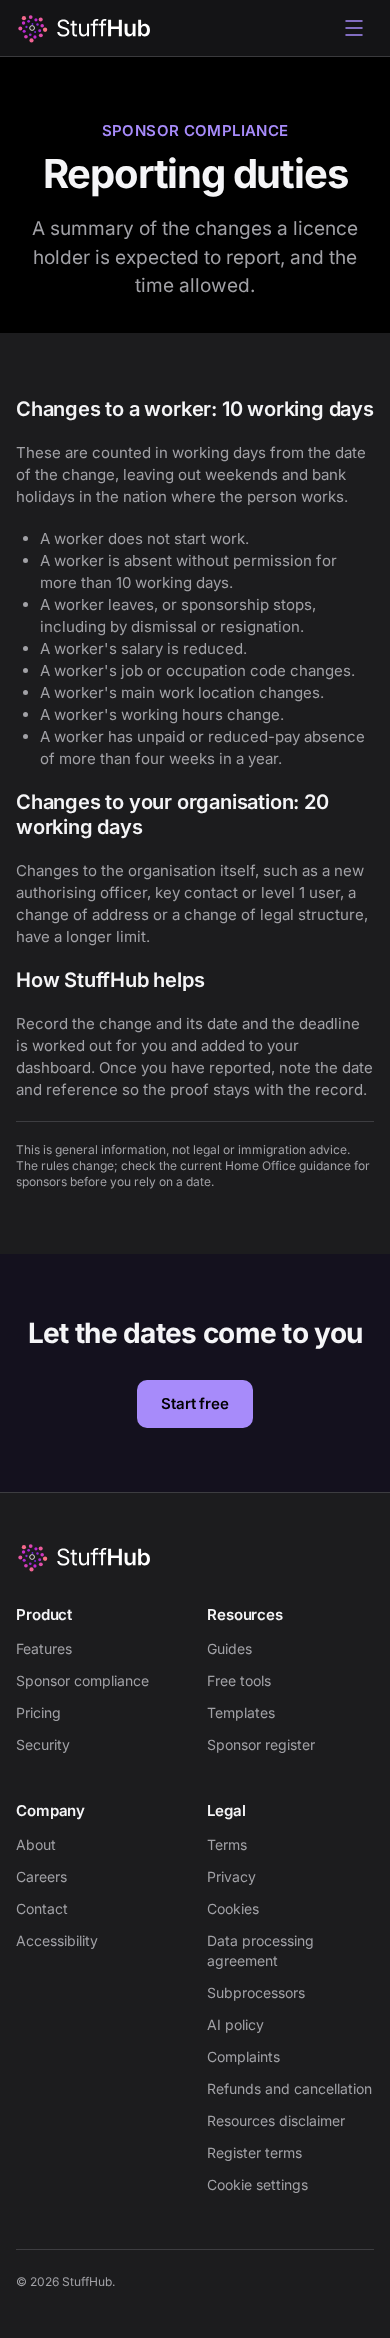 StuffHub
SPONSOR COMPLIANCE
Reporting duties
A summary of the changes a licence
holder is expected to report, and the
time allowed.
Changes to a worker: 10 working days
These are counted in working days from the date
of the change, leaving out weekends and bank
holidays in the nation where the person works.
• A worker does not start work.
• A worker is absent without permission for
more than 10 working days.
• A worker leaves, or sponsorship stops,
including by dismissal or resignation.
• A worker's salary is reduced.
• A worker's job or occupation code changes.
• A worker's main work location changes.
• A worker's working hours change.
• A worker has unpaid or reduced-pay absence
of more than four weeks in a year.
Changes to your organisation: 20
working days
Changes to the organisation itself, such as a new
authorising officer, key contact or level 1 user, a
change of address or a change of legal structure,
have a longer limit.
How StuffHub helps
Record the change and its date and the deadline
is worked out for you and added to your
dashboard. Once you have reported, note the date
and reference so the proof stays with the record.
This is general information, not legal or immigration advice.
The rules change; check the current Home Office guidance for
sponsors before you rely on a date.
Let the dates come to you
Start free
StuffHub
Product
Features
Sponsor compliance
Pricing
Security
Resources
Guides
Free tools
Templates
Sponsor register
Company
About
Careers
Contact
Accessibility
Legal
Terms
Privacy
Cookies
Data processing
agreement
Subprocessors
AI policy
Complaints
Refunds and cancellation
Resources disclaimer
Register terms
Cookie settings
© 2026 StuffHub.